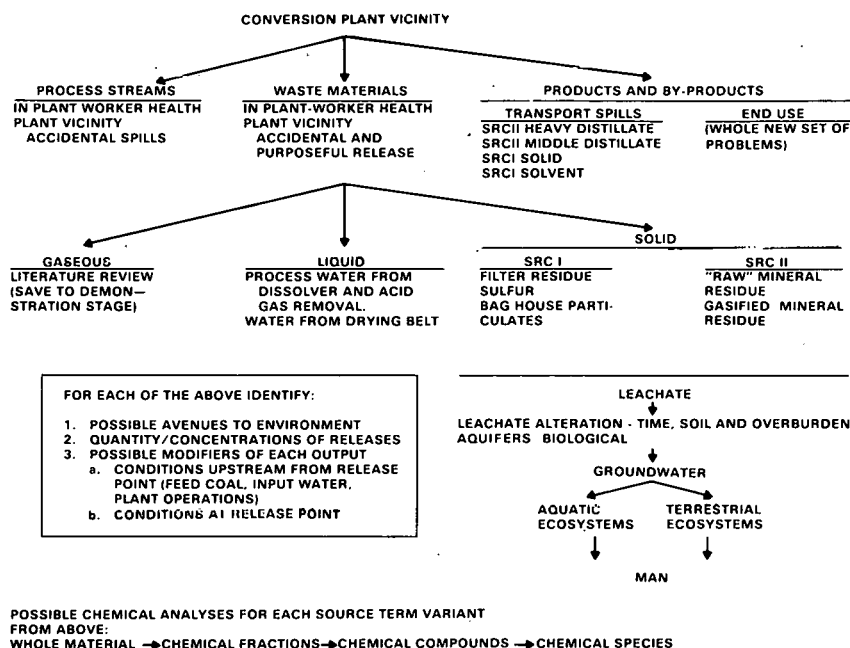 CONVERSION PLANT VICINITY
PROCESS STREAMS
IN PLANT WORKER HEALTH
PLANT VICINITY
ACCIDENTAL SPILLS
WASTE MATERIALS
IN PLANT-WORKER HEALTH
PLANT VICINITY
ACCIDENTAL AND
PURPOSEFUL RELEASE
PRODUCTS AND BY-PRODUCTS
TRANSPORT SPILLS
SRCII HEAVY DISTILLATE
SRCII MIDDLE DISTILLATE
SRCI SOLID
SRCI SOLVENT
END USE
(WHOLE NEW SET OF
PROBLEMS)
GASEOUS
LITERATURE REVIEW
(SAVE TO DEMON—
STRATION STAGE)
LIQUID
PROCESS WATER FROM
DISSOLVER AND ACID
GAS REMOVAL.
WATER FROM DRYING BELT
SOLID
SRC I
FILTER RESIDUE
SULFUR
BAG HOUSE PARTI-
CULATES
SRC II
"RAW" MINERAL
RESIDUE
GASIFIED MINERAL
RESIDUE
FOR EACH OF THE ABOVE IDENTIFY:
1. POSSIBLE AVENUES TO ENVIRONMENT
2. QUANTITY/CONCENTRATIONS OF RELEASES
3. POSSIBLE MODIFIERS OF EACH OUTPUT
a. CONDITIONS UPSTREAM FROM RELEASE
POINT (FEED COAL, INPUT WATER,
PLANT OPERATIONS)
b. CONDITIONS AT RELEASE POINT
LEACHATE
LEACHATE ALTERATION - TIME, SOIL AND OVERBURDEN
AQUIFERS BIOLOGICAL
GROUNDWATER
AQUATIC
ECOSYSTEMS
TERRESTRIAL
ECOSYSTEMS
MAN
POSSIBLE CHEMICAL ANALYSES FOR EACH SOURCE TERM VARIANT
FROM ABOVE:
WHOLE MATERIAL →CHEMICAL FRACTIONS→CHEMICAL COMPOUNDS →CHEMICAL SPECIES